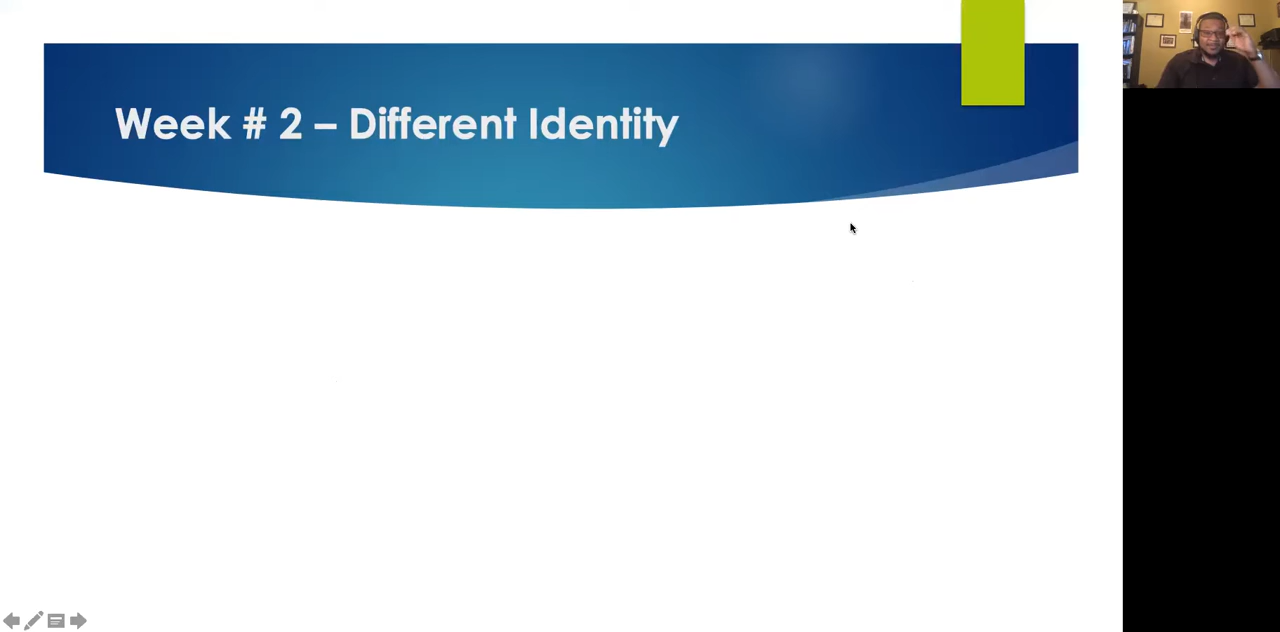 Week # 2 – Different Identity